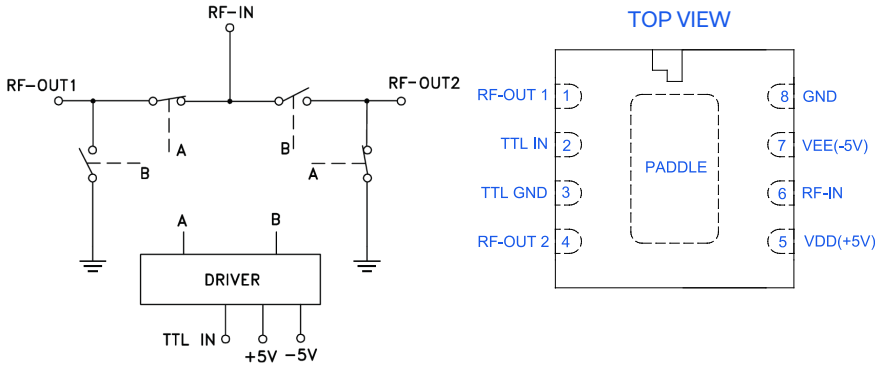 RF-IN
RF-OUT1
RF-OUT2
A
B
B
A
A
B
DRIVER
TTL IN
+5V
-5V
TOP VIEW
RF-OUT 1
1
8
GND
TTL IN
2
7
VEE(-5V)
PADDLE
TTL GND
3
6
RF-IN
RF-OUT 2
4
5
VDD(+5V)